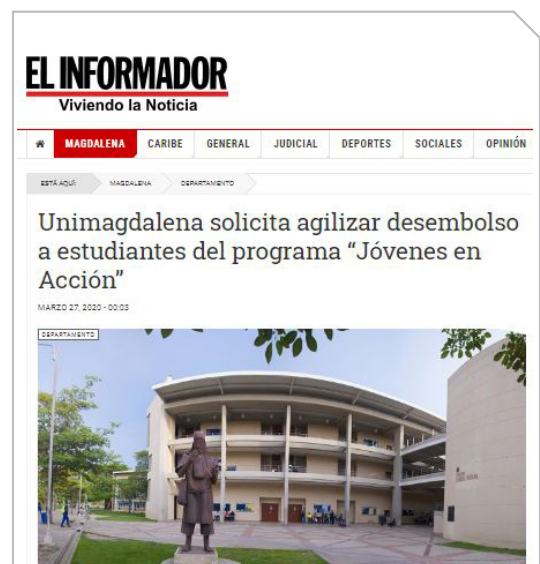 EL INFORMADOR
Viviendo la Noticia
MAGDALENA CARIBE GENERAL JUDICIAL DEPORTES SOCIALES OPINIÓN
ESTÁ AQUÍ: MAGDALENA DEPARTAMENTO
Unimagdalena solicita agilizar desembolso
a estudiantes del programa “Jóvenes en
Acción”
MARZO 27, 2020 - 00:03
DEPARTAMENTO